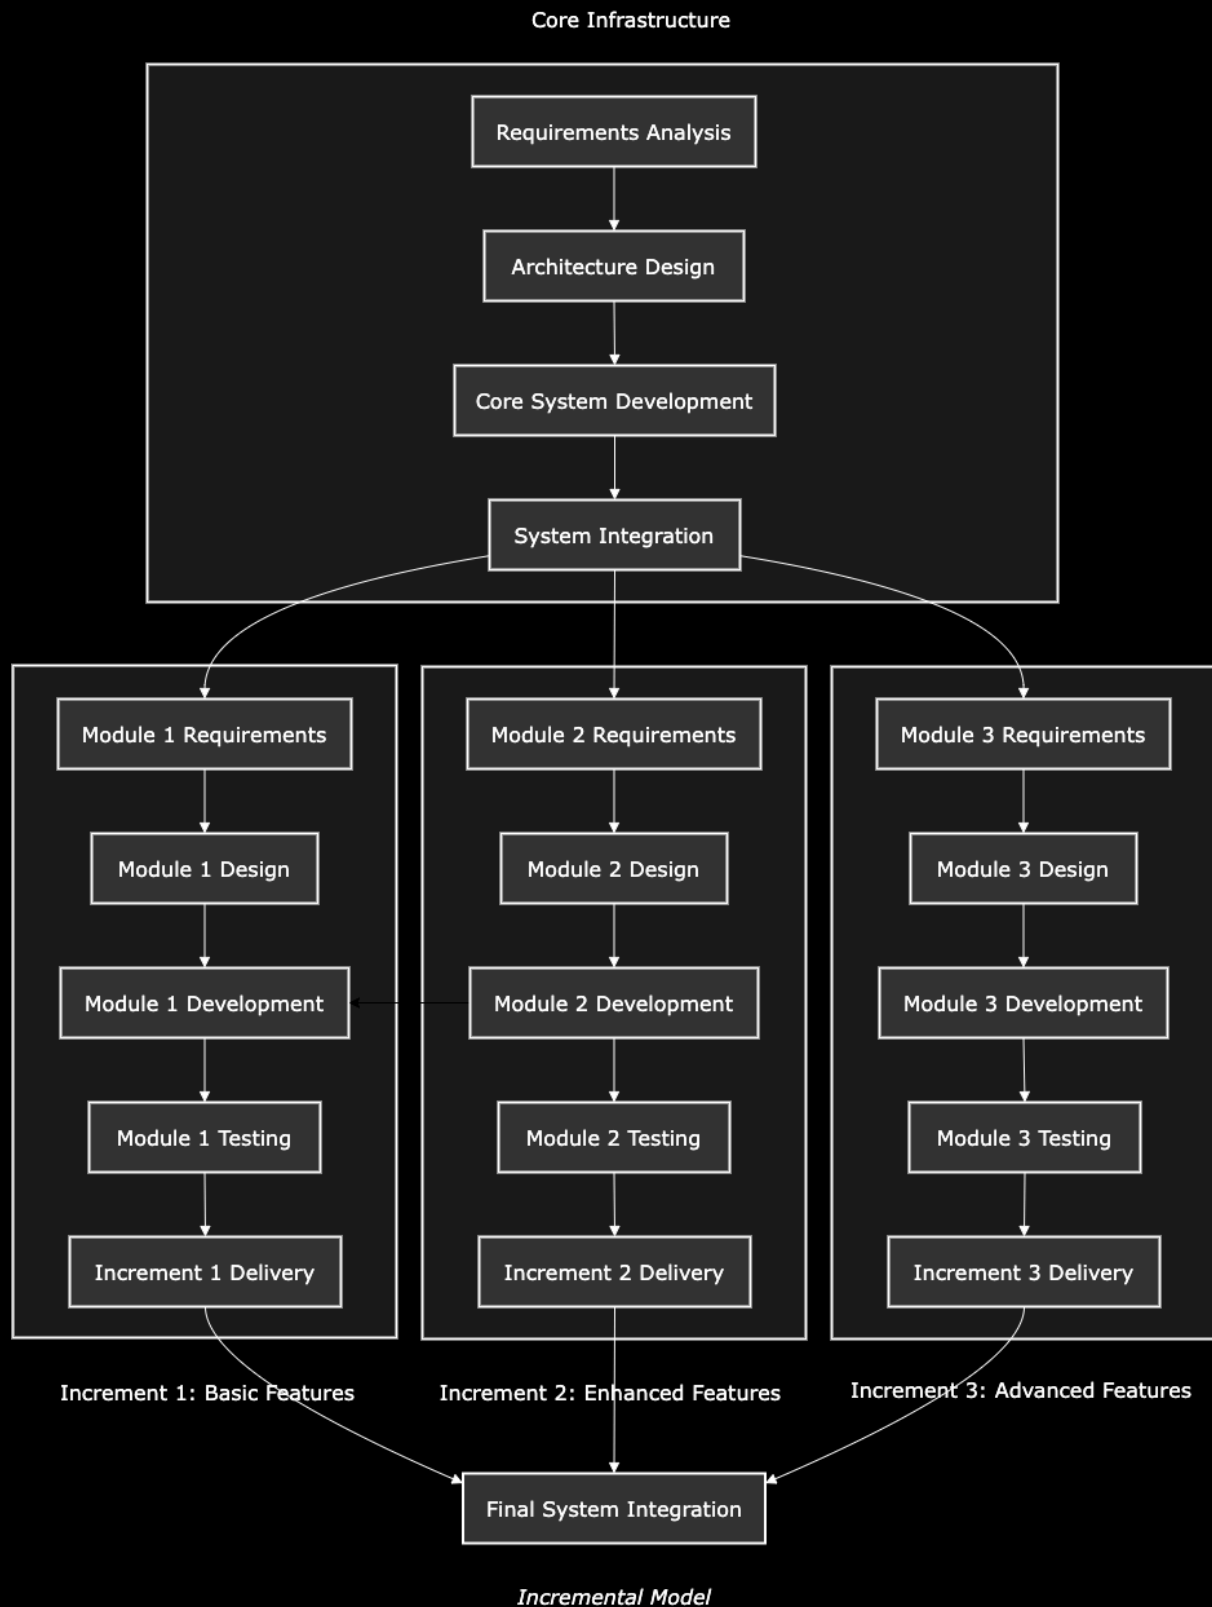 Core Infrastructure
Requirements Analysis
Architecture Design
Core System Development
System Integration
Module 1 Requirements
Module 1 Design
Module 1 Development
Module 1 Testing
Increment 1 Delivery
Increment 1: Basic Features
Module 2 Requirements
Module 2 Design
Module 2 Development
Module 2 Testing
Increment 2 Delivery
Increment 2: Enhanced Features
Module 3 Requirements
Module 3 Design
Module 3 Development
Module 3 Testing
Increment 3 Delivery
Increment 3: Advanced Features
Final System Integration
Incremental Model